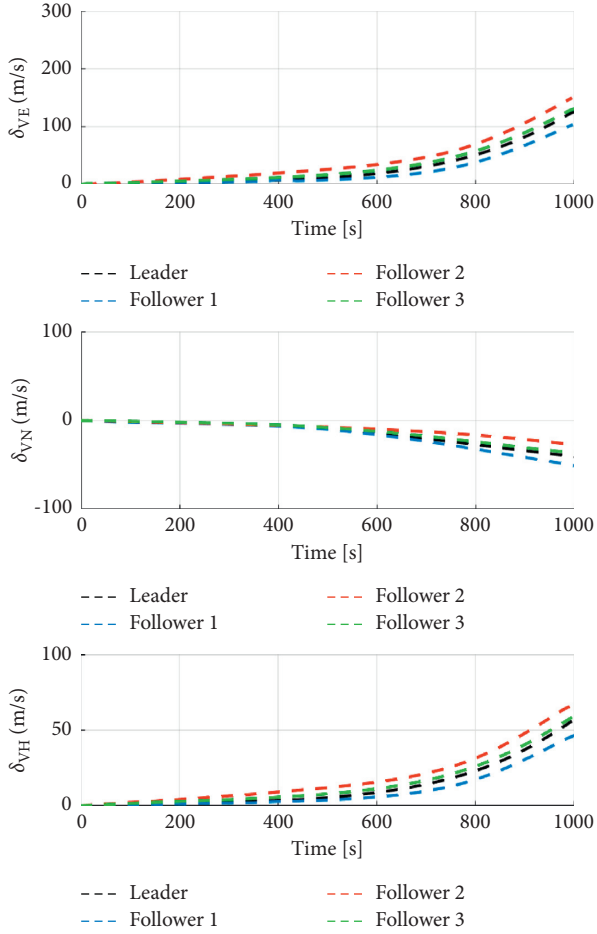 300
200
100
0
δVE (m/s)
0 200 400 600 800 1000
Time [s]
Leader Follower 2
Follower 1 Follower 3
100
0
-100
δVN (m/s)
0 200 400 600 800 1000
Time [s]
Leader Follower 2
Follower 1 Follower 3
100
50
0
δVH (m/s)
0 200 400 600 800 1000
Time [s]
Leader Follower 2
Follower 1 Follower 3